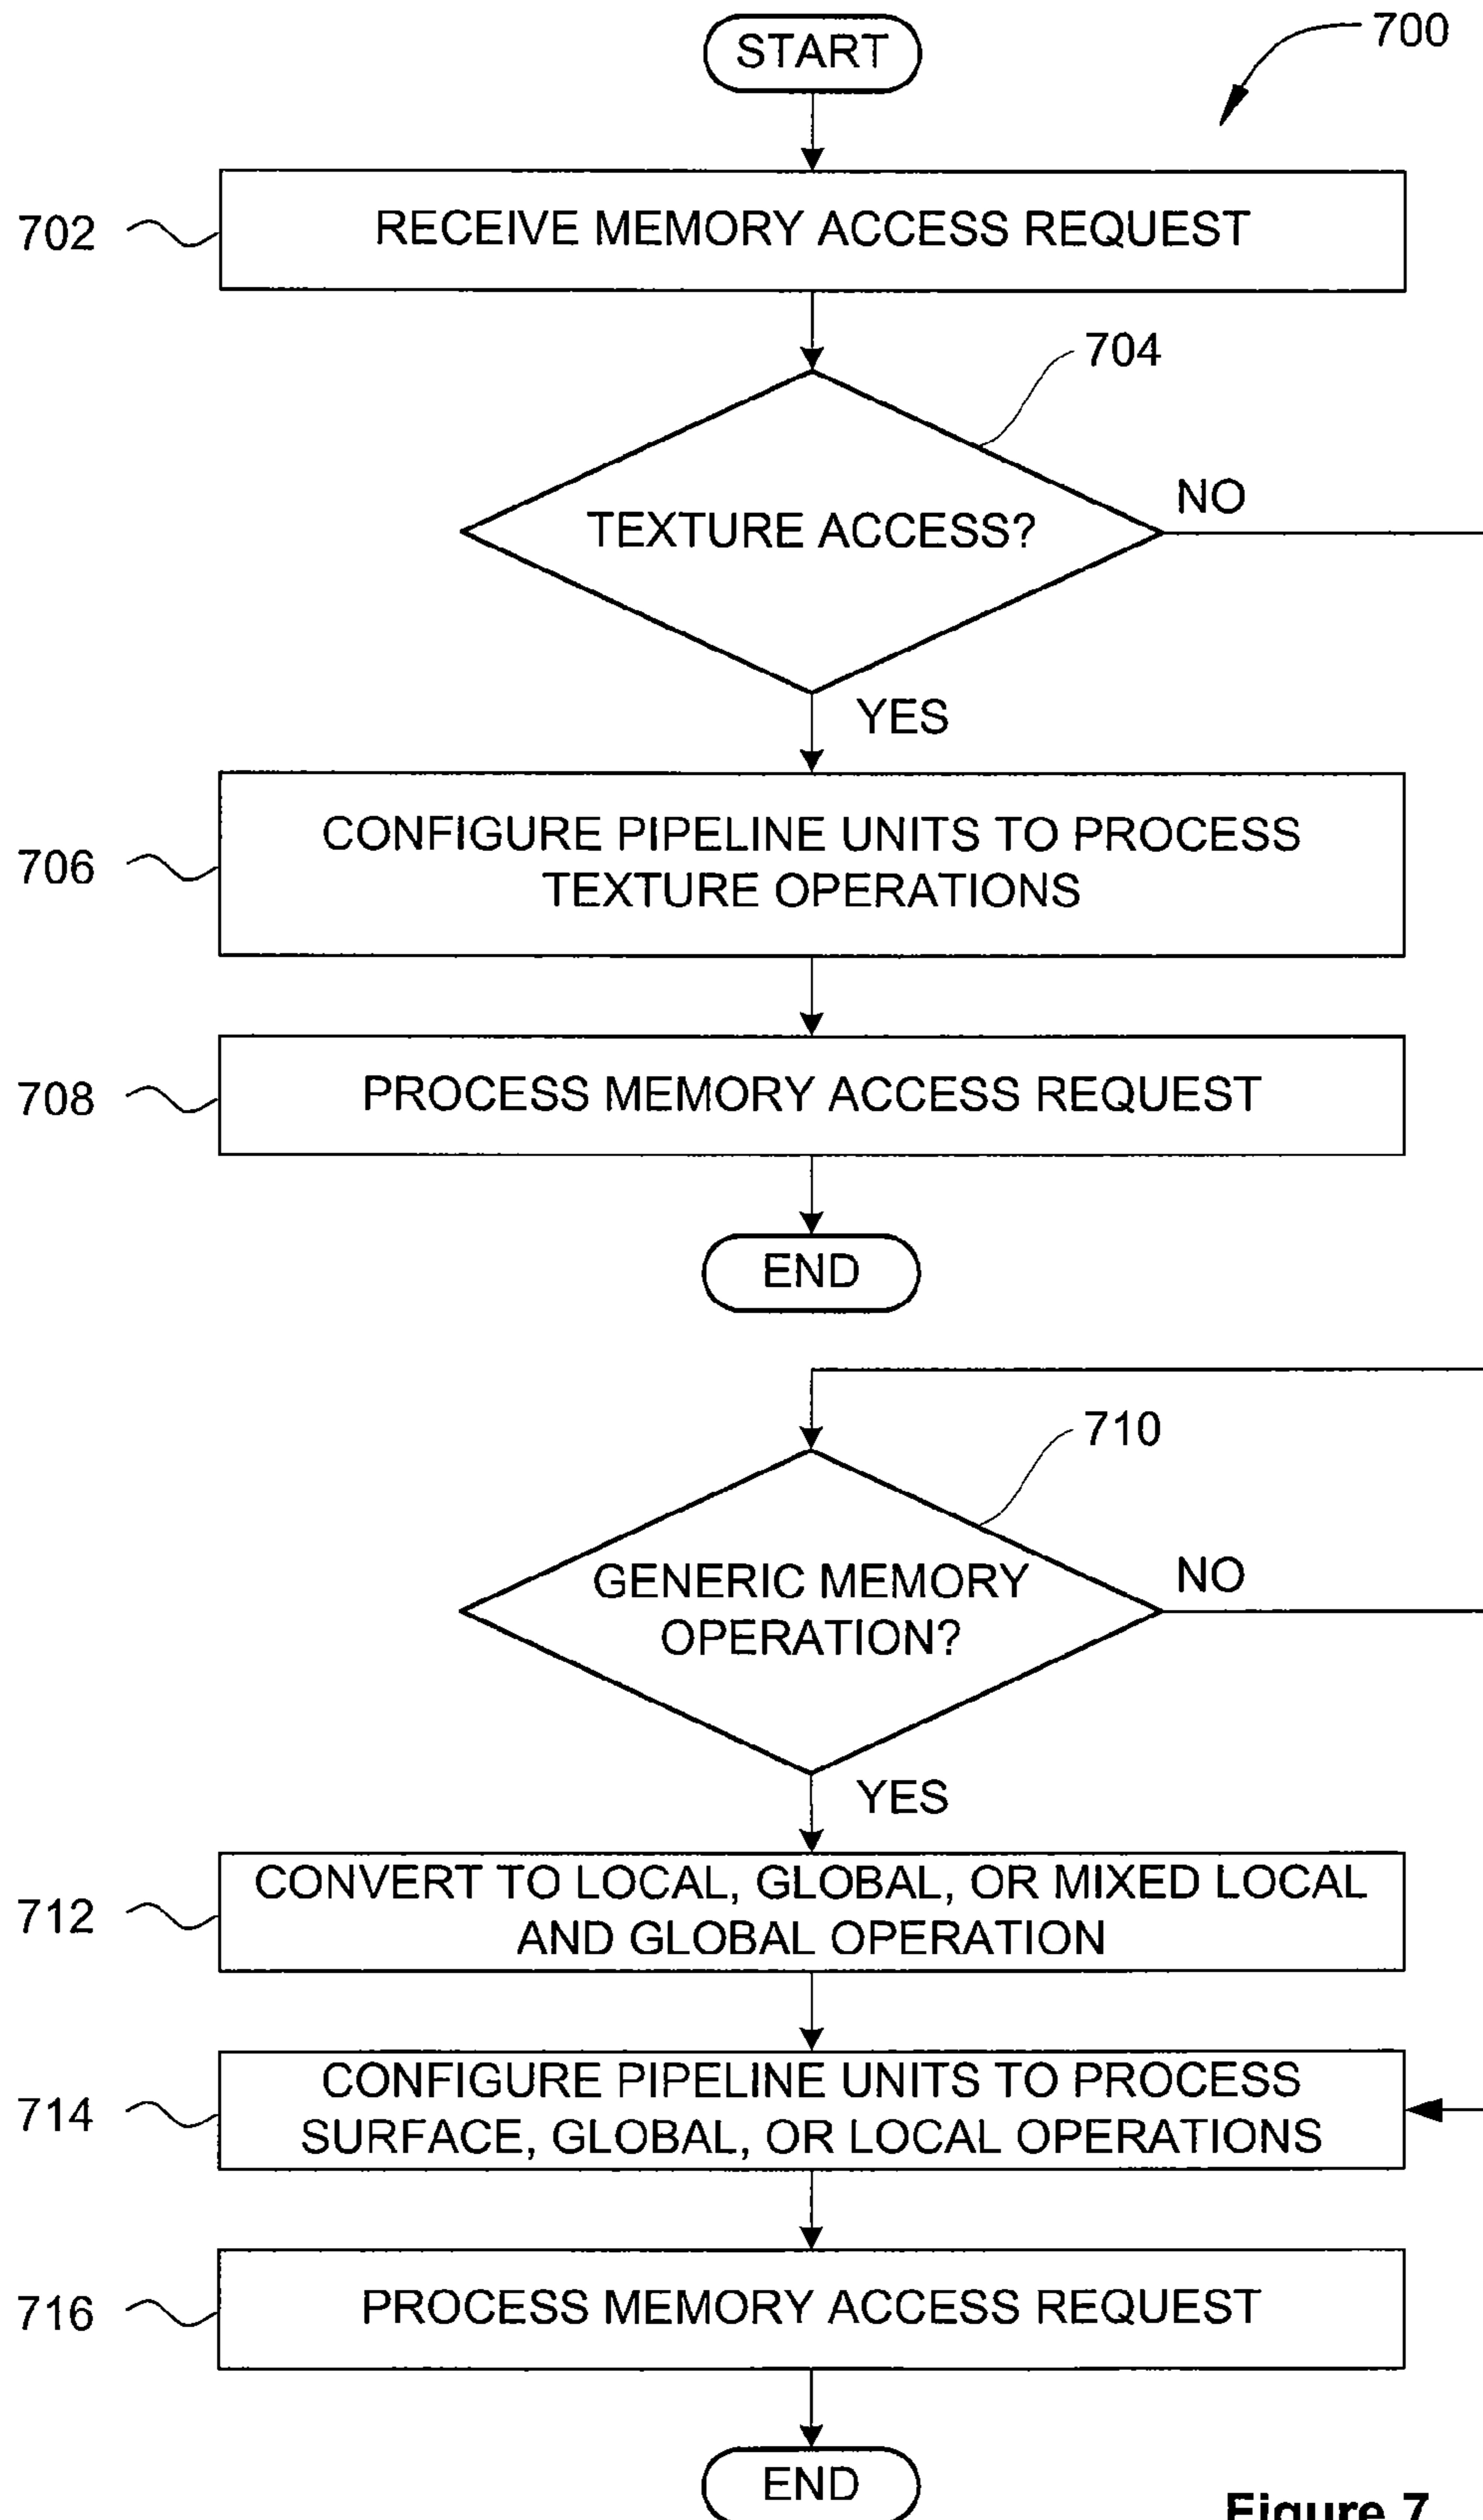 START
700
702
RECEIVE MEMORY ACCESS REQUEST
704
TEXTURE ACCESS?
NO
YES
706
CONFIGURE PIPELINE UNITS TO PROCESS
TEXTURE OPERATIONS
708
PROCESS MEMORY ACCESS REQUEST
END
710
GENERIC MEMORY
OPERATION?
NO
YES
712
CONVERT TO LOCAL, GLOBAL, OR MIXED LOCAL
AND GLOBAL OPERATION
714
CONFIGURE PIPELINE UNITS TO PROCESS
SURFACE, GLOBAL, OR LOCAL OPERATIONS
716
PROCESS MEMORY ACCESS REQUEST
END
Figure 7